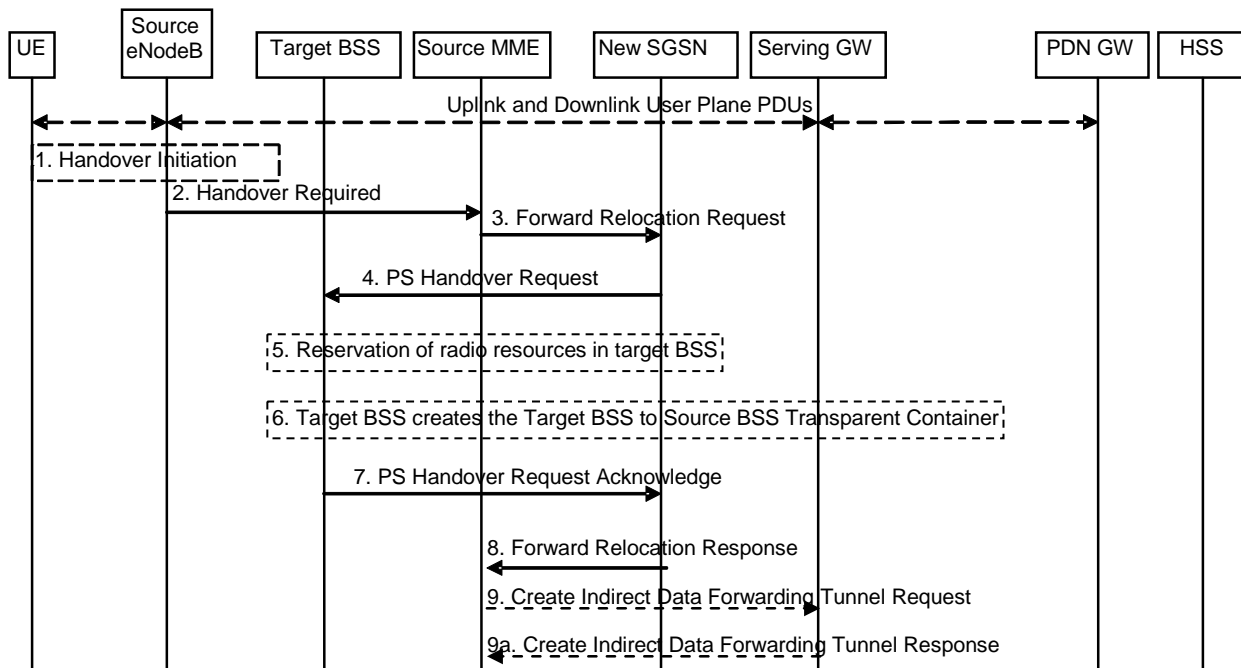 Source
eNodeB
UE
Target BSS
Source MME
New SGSN
Serving GW
PDN GW
HSS
Uplink and Downlink User Plane PDUs
1. Handover Initiation
2. Handover Required
3. Forward Relocation Request
4. PS Handover Request
5. Reservation of radio resources in target BSS
6. Target BSS creates the Target BSS to Source BSS Transparent Container
7. PS Handover Request Acknowledge
8. Forward Relocation Response
9. Create Indirect Data Forwarding Tunnel Request
9a. Create Indirect Data Forwarding Tunnel Response